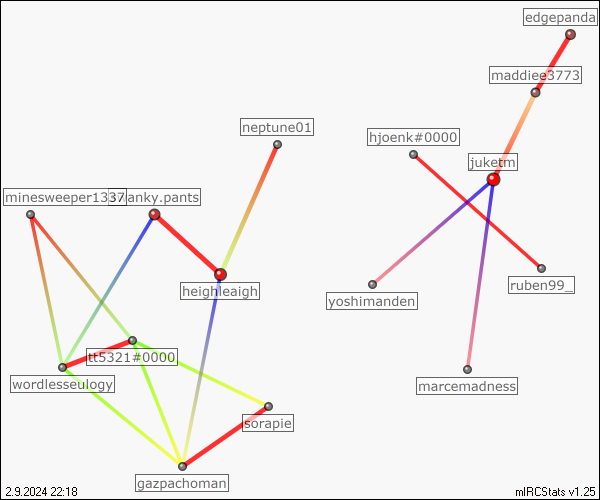 edgepanda
maddiee3773
neptune01
hjoenk#0000
juketm
minesweeper1337
anky.pants
heighleaigh
ruben99_
yoshimanden
tt5321#0000
wordlesseulogy
marcemadness
sorapie
gazpachoman
2.9.2024 22:18
mIRCStats v1.25